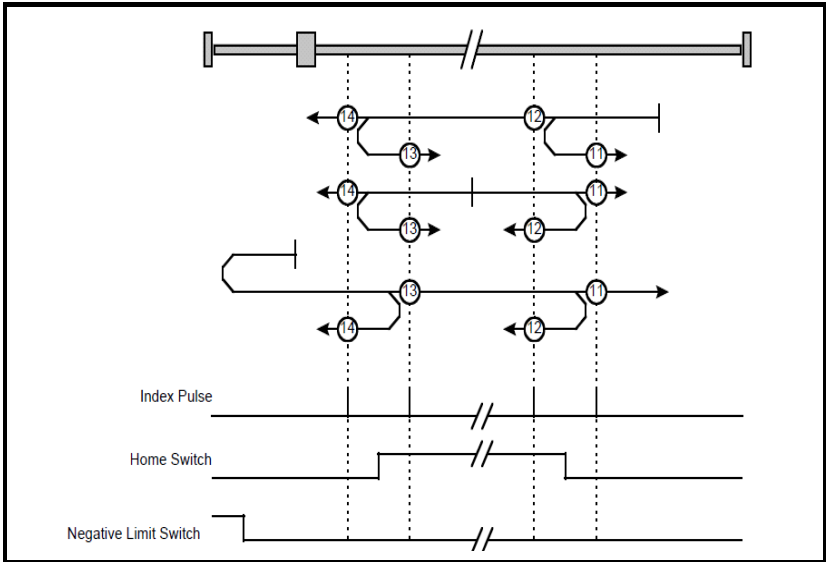 14 12
13 11
14 11
13 12
13 11
14 12
Index Pulse
Home Switch
Negative Limit Switch